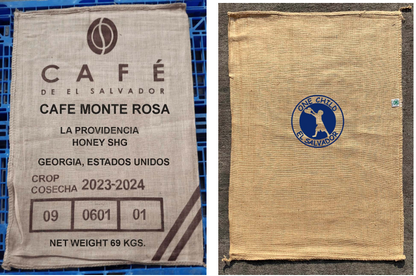 CAFÉ
DE EL SALVADOR
CAFE MONTE ROSA
LA PROVIDENCIA
HONEY SHG
GEORGIA, ESTADOS UNIDOS
CROP
COSECHA 2023-2024
09 0601 01
NET WEIGHT 69 KGS.
ONE CHILD
EL SALVADOR